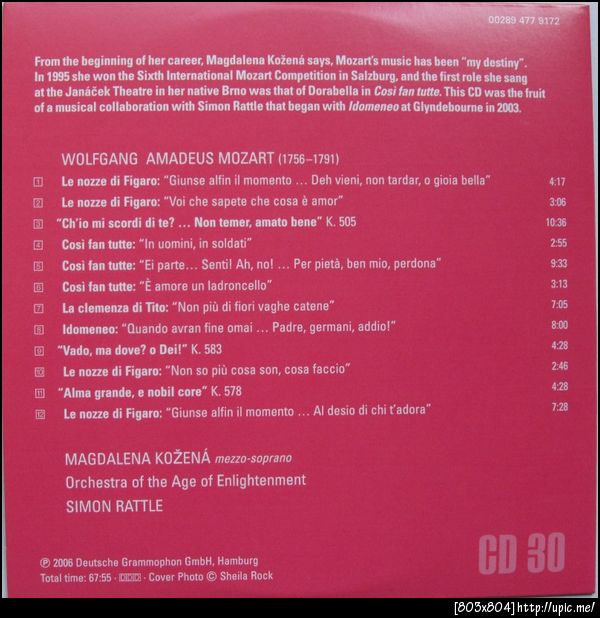 00289 477 9172
From the beginning of her career, Magdalena Kožená says, Mozart's music has been “my destiny”.
In 1995 she won the Sixth International Mozart Competition in Salzburg, and the first role she sang
at the Janáček Theatre in her native Brno was that of Dorabella in Così fan tutte. This CD was the fruit
of a musical collaboration with Simon Rattle that began with Idomeneo at Glyndebourne in 2003.
WOLFGANG AMADEUS MOZART (1756–1791)
1 Le nozze di Figaro: “Giunse alfin il momento … Deh vieni, non tardar, o gioia bella” 4:17
2 Le nozze di Figaro: “Voi che sapete che cosa è amor” 3:06
3 “Ch'io mi scordi di te? … Non temer, amato bene” K. 505 10:36
4 Così fan tutte: “In uomini, in soldati” 2:55
5 Così fan tutte: “Ei parte… Senti! Ah, no! … Per pietà, ben mio, perdona” 9:33
6 Così fan tutte: “È amore un ladroncello” 3:13
7 La clemenza di Tito: “Non più di fiori vaghe catene” 7:05
8 Idomeneo: “Quando avran fine omai … Padre, germani, addio!” 8:00
9 “Vado, ma dove? o Dei!” K. 583 4:28
10 Le nozze di Figaro: “Non so più cosa son, cosa faccio” 2:46
11 “Alma grande, e nobil core” K. 578 4:28
12 Le nozze di Figaro: “Giunse alfin il momento … Al desio di chi t'adora” 7:28
MAGDALENA KOŽENÁ mezzo-soprano
Orchestra of the Age of Enlightenment
SIMON RATTLE
℗ 2006 Deutsche Grammophon GmbH, Hamburg
Total time: 67:55 · DDD · Cover Photo © Sheila Rock
CD 30
[803x804]http://upic.me/